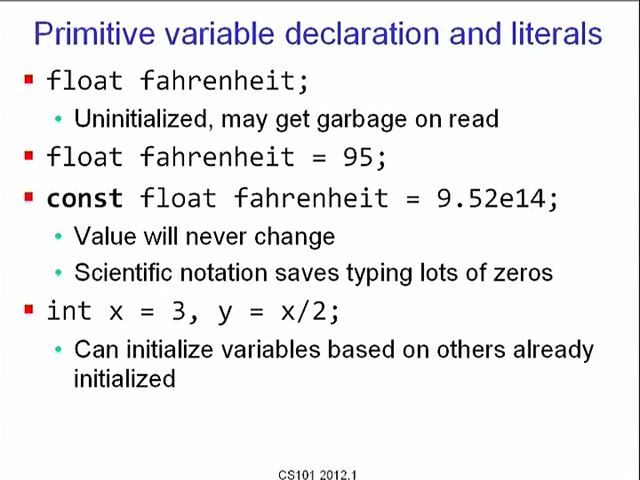 Primitive variable declaration and literals
float fahrenheit;
Uninitialized, may get garbage on read
float fahrenheit = 95;
const float fahrenheit = 9.52e14;
Value will never change
Scientific notation saves typing lots of zeros
int x = 3, y = x/2;
Can initialize variables based on others already
initialized
CS101 2012.1